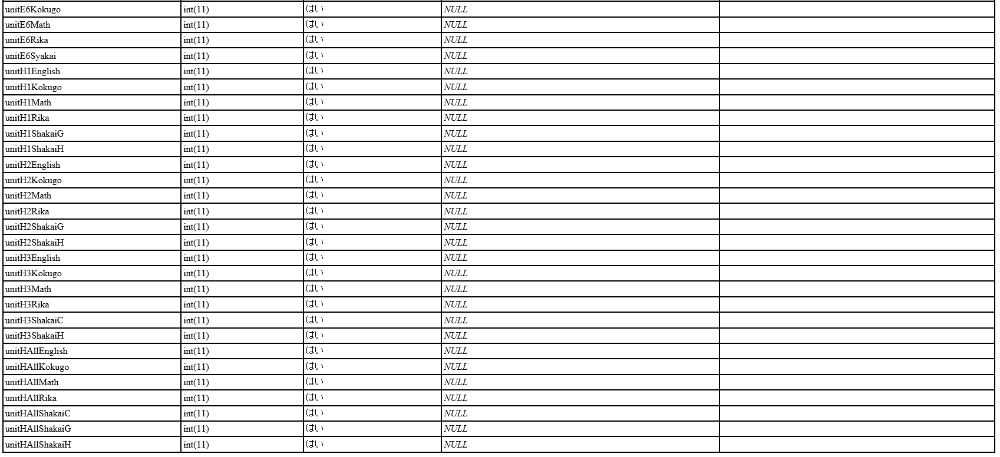 unitE6Kokugo int(11) はい NULL
unitE6Math int(11) はい NULL
unitE6Rika int(11) はい NULL
unitE6Syakai int(11) はい NULL
unitH1English int(11) はい NULL
unitH1Kokugo int(11) はい NULL
unitH1Math int(11) はい NULL
unitH1Rika int(11) はい NULL
unitH1ShakaiG int(11) はい NULL
unitH1ShakaiH int(11) はい NULL
unitH2English int(11) はい NULL
unitH2Kokugo int(11) はい NULL
unitH2Math int(11) はい NULL
unitH2Rika int(11) はい NULL
unitH2ShakaiG int(11) はい NULL
unitH2ShakaiH int(11) はい NULL
unitH3English int(11) はい NULL
unitH3Kokugo int(11) はい NULL
unitH3Math int(11) はい NULL
unitH3Rika int(11) はい NULL
unitH3ShakaiC int(11) はい NULL
unitH3ShakaiH int(11) はい NULL
unitHAllEnglish int(11) はい NULL
unitHAllKokugo int(11) はい NULL
unitHAllMath int(11) はい NULL
unitHAllRika int(11) はい NULL
unitHAllShakaiC int(11) はい NULL
unitHAllShakaiG int(11) はい NULL
unitHAllShakaiH int(11) はい NULL